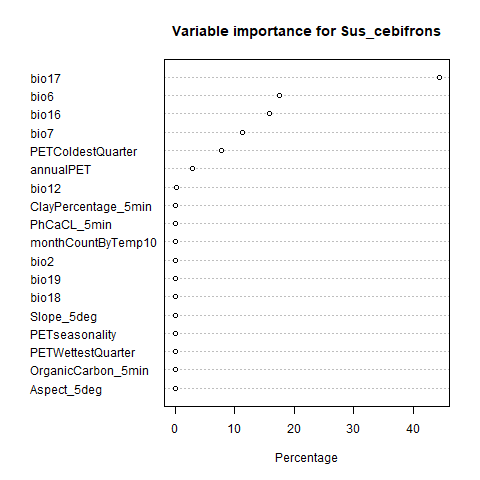 Variable importance for Sus_cebifrons
bio17
bio6
bio16
bio7
PETColdestQuarter
annualPET
bio12
ClayPercentage_5min
PhCaCL_5min
monthCountByTemp10
bio2
bio19
bio18
Slope_5deg
PETseasonality
PETWettestQuarter
OrganicCarbon_5min
Aspect_5deg
0 10 20 30 40
Percentage